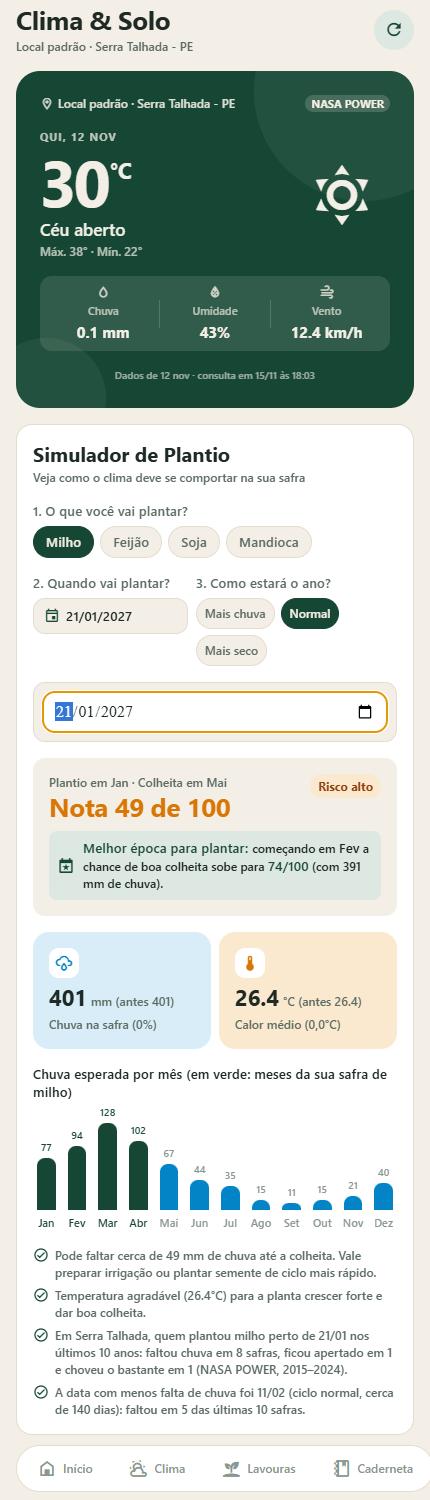 Clima & Solo
Local padrão · Serra Talhada - PE
Local padrão · Serra Talhada - PE
NASA POWER
QUI, 12 NOV
30°C
Céu aberto
Máx. 38° · Mín. 22°
Chuva
0.1 mm
Umidade
43%
Vento
12.4 km/h
Dados de 12 nov · consulta em 15/11 às 18:03
Simulador de Plantio
Veja como o clima deve se comportar na sua safra
1. O que você vai plantar?
Milho
Feijão
Soja
Mandioca
2. Quando vai plantar?
21/01/2027
3. Como estará o ano?
Mais chuva
Normal
Mais seco
21/01/2027
Plantio em Jan · Colheita em Mai
Risco alto
Nota 49 de 100
Melhor época para plantar: começando em Fev a
chance de boa colheita sobe para 74/100 (com 391
mm de chuva).
401 mm (antes 401)
Chuva na safra (0%)
26.4 °C (antes 26.4)
Calor médio (0,0°C)
Chuva esperada por mês (em verde: meses da sua safra de
milho)
77 94 128 102 67 44 35 15 11 15 21 40
Jan Fev Mar Abr Mai Jun Jul Ago Set Out Nov Dez
Pode faltar cerca de 49 mm de chuva até a colheita. Vale
preparar irrigação ou plantar semente de ciclo mais rápido.
Temperatura agradável (26.4°C) para a planta crescer forte e
dar boa colheita.
Em Serra Talhada, quem plantou milho perto de 21/01 nos
últimos 10 anos: faltou chuva em 8 safras, ficou apertado em 1
e choveu o bastante em 1 (NASA POWER, 2015–2024).
A data com menos falta de chuva foi 11/02 (ciclo normal, cerca
de 140 dias): faltou em 5 das últimas 10 safras.
Início
Clima
Lavouras
Caderneta